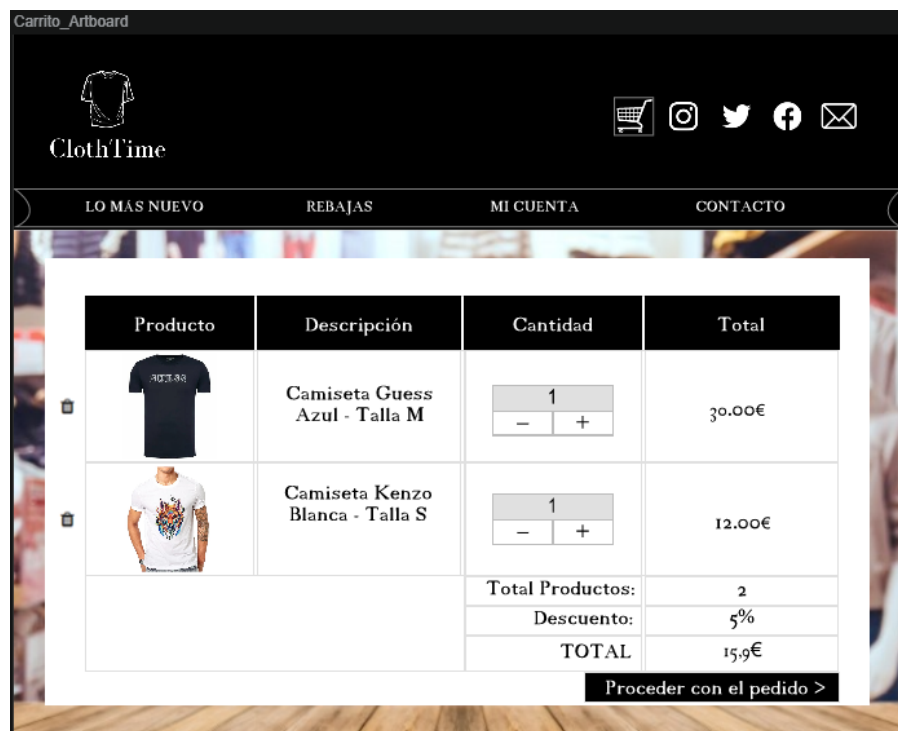 Carrito_Artboard
ClothTime
LO MÁS NUEVO REBAJAS MI CUENTA CONTACTO
Producto Descripción Cantidad Total
Camiseta Guess
Azul - Talla M
1
– +
30.00€
Camiseta Kenzo
Blanca - Talla S
1
– +
12.00€
Total Productos: 2
Descuento: 5%
TOTAL 15,9€
Proceder con el pedido >